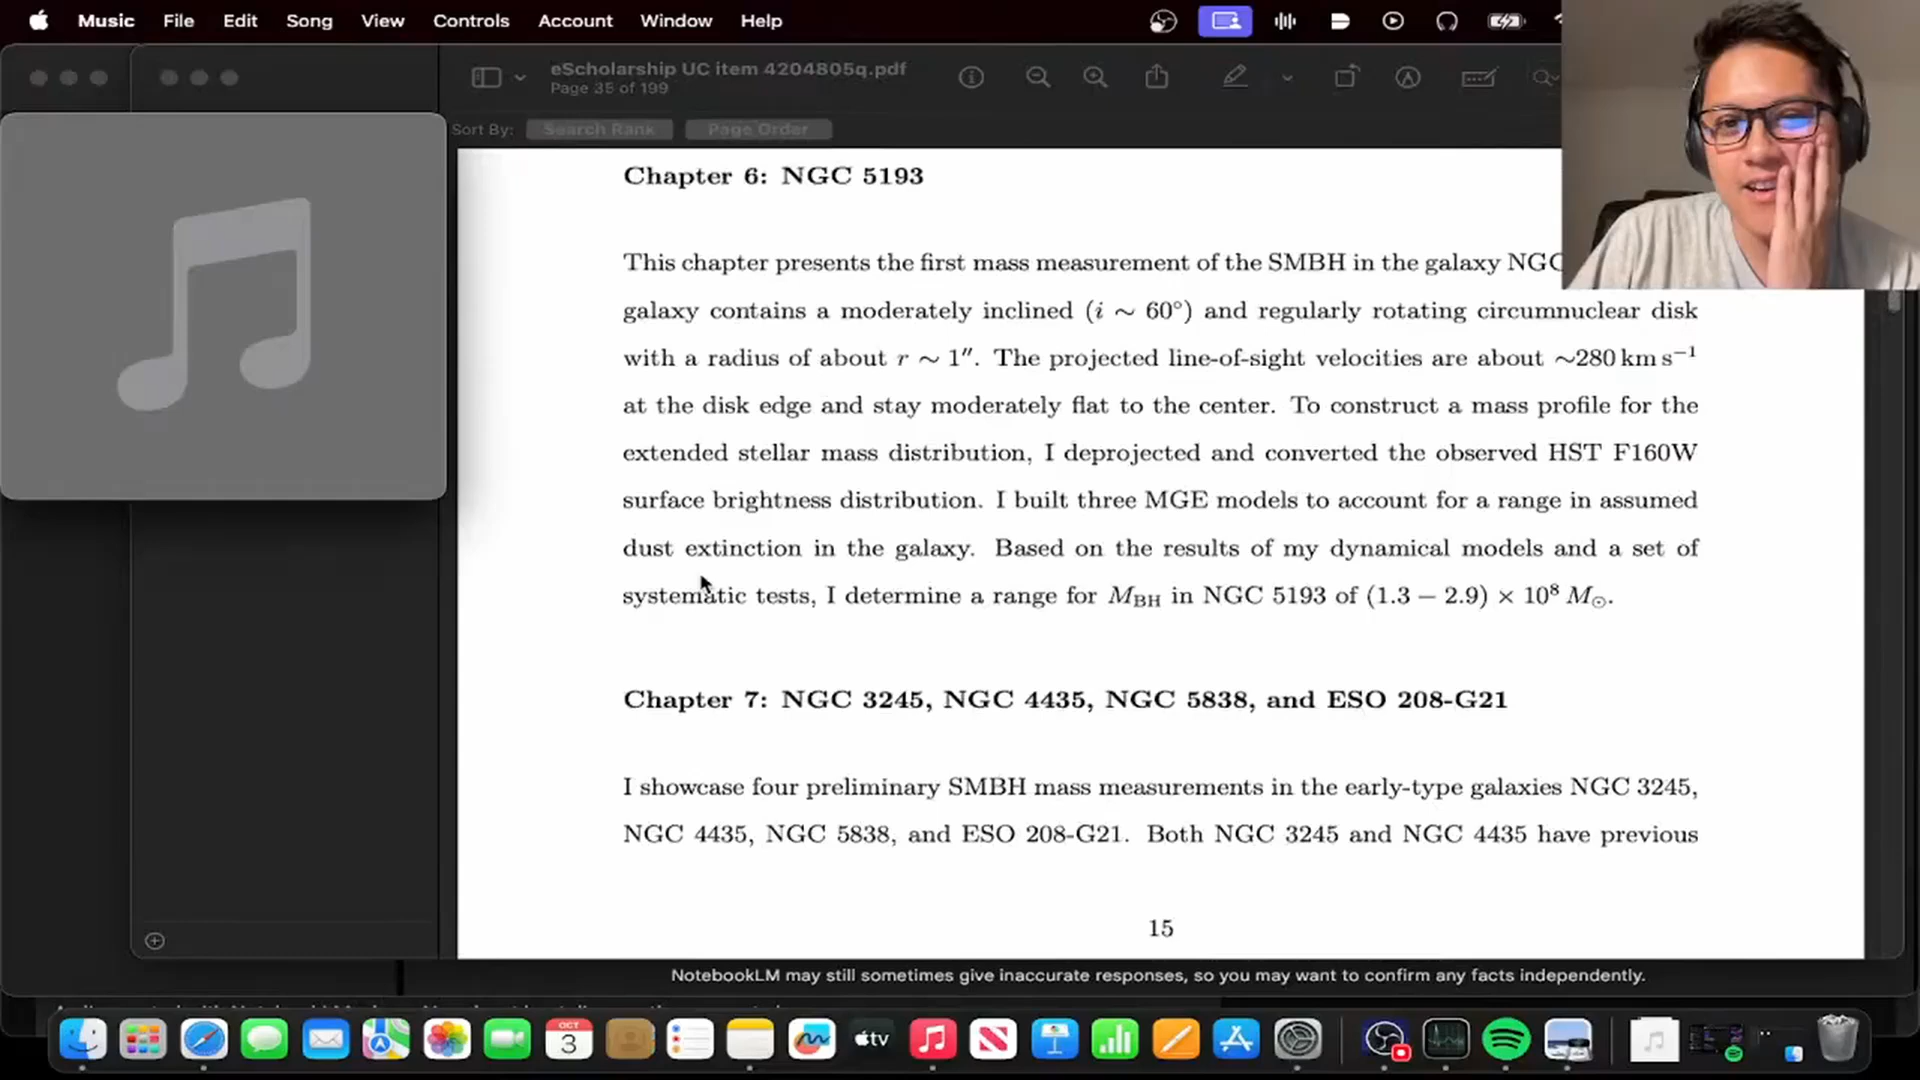 Music File Edit Song View Controls Account Window Help
eScholarship UC item 4204805q.pdf
Page 35 of 199
Sort By: Search Rank Page Order
Chapter 6: NGC 5193
This chapter presents the first mass measurement of the SMBH in the galaxy NGC
galaxy contains a moderately inclined (i ∼ 60°) and regularly rotating circumnuclear disk
with a radius of about r ∼ 1″. The projected line-of-sight velocities are about ∼280 km s⁻¹
at the disk edge and stay moderately flat to the center. To construct a mass profile for the
extended stellar mass distribution, I deprojected and converted the observed HST F160W
surface brightness distribution. I built three MGE models to account for a range in assumed
dust extinction in the galaxy. Based on the results of my dynamical models and a set of
systematic tests, I determine a range for M_BH in NGC 5193 of (1.3 − 2.9) × 10⁸ M_⊙.
Chapter 7: NGC 3245, NGC 4435, NGC 5838, and ESO 208-G21
I showcase four preliminary SMBH mass measurements in the early-type galaxies NGC 3245,
NGC 4435, NGC 5838, and ESO 208-G21. Both NGC 3245 and NGC 4435 have previous
15
NotebookLM may still sometimes give inaccurate responses, so you may want to confirm any facts independently.
OCT
3
tv